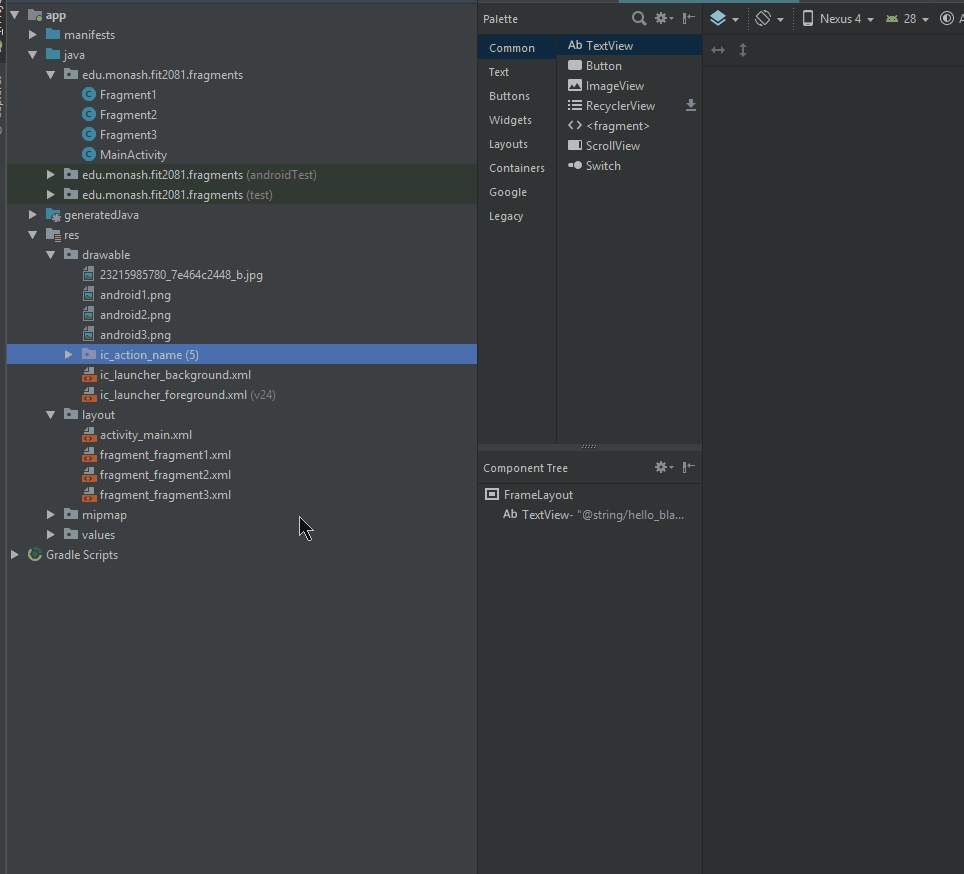 app
manifests
java
edu.monash.fit2081.fragments
Fragment1
Fragment2
Fragment3
MainActivity
edu.monash.fit2081.fragments (androidTest)
edu.monash.fit2081.fragments (test)
generatedJava
res
drawable
23215985780_7e464c2448_b.jpg
android1.png
android2.png
android3.png
ic_action_name (5)
ic_launcher_background.xml
ic_launcher_foreground.xml (v24)
layout
activity_main.xml
fragment_fragment1.xml
fragment_fragment2.xml
fragment_fragment3.xml
mipmap
values
Gradle Scripts
Palette
Common
Text
Buttons
Widgets
Layouts
Containers
Google
Legacy
Ab TextView
Button
ImageView
RecyclerView
<fragment>
ScrollView
Switch
Component Tree
FrameLayout
Ab TextView- "@string/hello_bla...
Nexus 4
28